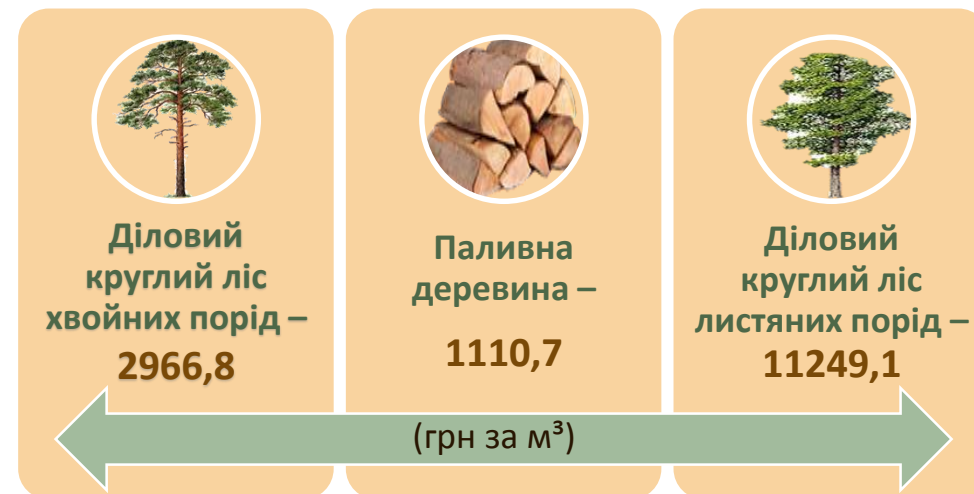 Діловий
круглий ліс
хвойних порід –
2966,8
Паливна
деревина –
1110,7
Діловий
круглий ліс
листяних порід –
11249,1
(грн за м³)